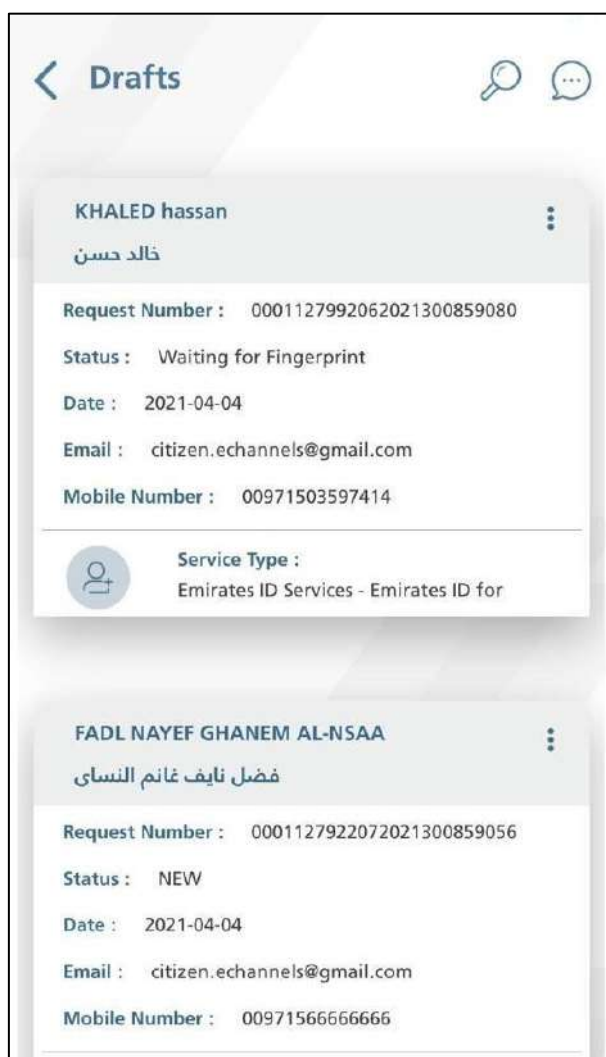 Drafts
KHALED hassan
خالد حسن
Request Number : 0001127992062021300859080
Status : Waiting for Fingerprint
Date : 2021-04-04
Email : citizen.echannels@gmail.com
Mobile Number : 00971503597414
Service Type :
Emirates ID Services - Emirates ID for
FADL NAYEF GHANEM AL-NSAA
فضل نايف غانم النساى
Request Number : 0001127922072021300859056
Status : NEW
Date : 2021-04-04
Email : citizen.echannels@gmail.com
Mobile Number : 00971566666666